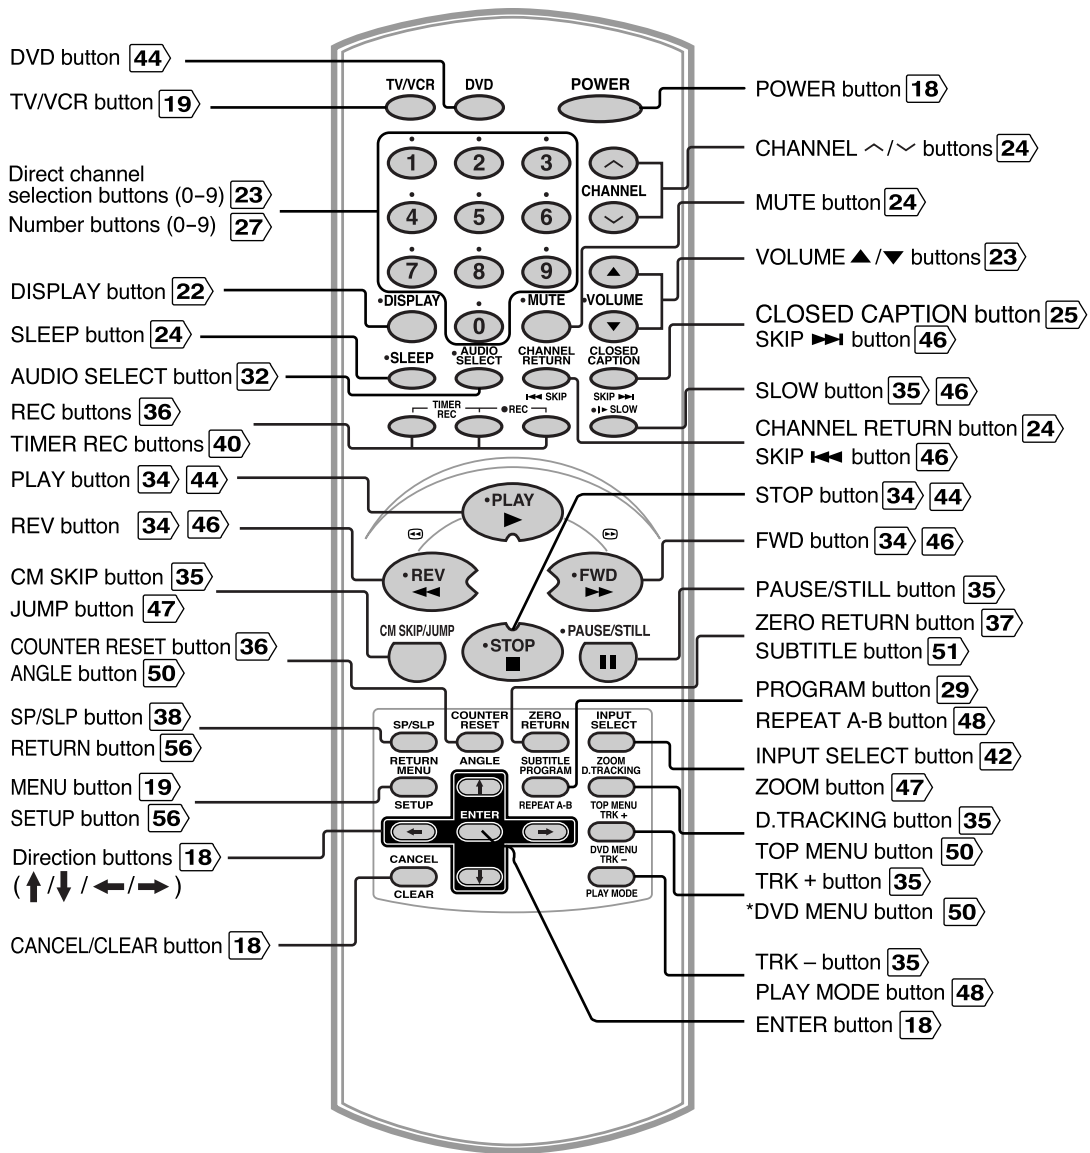 DVD button 44
TV/VCR button 19
Direct channel
selection buttons (0–9) 23
Number buttons (0–9) 27
DISPLAY button 22
SLEEP button 24
AUDIO SELECT button 32
REC buttons 36
TIMER REC buttons 40
PLAY button 34 44
REV button 34 46
CM SKIP button 35
JUMP button 47
COUNTER RESET button 36
ANGLE button 50
SP/SLP button 38
RETURN button 56
MENU button 19
SETUP button 56
Direction buttons 18
(↑/↓ / ←/→)
CANCEL/CLEAR button 18
TV/VCR DVD POWER
1 2 3
CHANNEL
4 5 6
7 8 9
•DISPLAY •MUTE •VOLUME
▲
▼
0
•SLEEP •AUDIO SELECT CHANNEL RETURN CLOSED CAPTION
⏮ SKIP SKIP ⏭
TIMER REC ●REC •I▶ SLOW
•PLAY
▶
•REV
◀◀
•FWD
▶▶
CM SKIP/JUMP •STOP •PAUSE/STILL
■
❚❚
SP/SLP COUNTER RESET ZERO RETURN INPUT SELECT
RETURN
MENU
ANGLE
SUBTITLE
PROGRAM
ZOOM
D.TRACKING
SETUP
↑
REPEAT A-B
TOP MENU
TRK +
← ENTER →
CANCEL
↓
DVD MENU
TRK –
CLEAR
PLAY MODE
POWER button 18
CHANNEL ︿/﹀ buttons 24
MUTE button 24
VOLUME ▲/▼ buttons 23
CLOSED CAPTION button 25
SKIP ⏭ button 46
SLOW button 35 46
CHANNEL RETURN button 24
SKIP ⏮ button 46
STOP button 34 44
FWD button 34 46
PAUSE/STILL button 35
ZERO RETURN button 37
SUBTITLE button 51
PROGRAM button 29
REPEAT A-B button 48
INPUT SELECT button 42
ZOOM button 47
D.TRACKING button 35
TOP MENU button 50
TRK + button 35
*DVD MENU button 50
TRK – button 35
PLAY MODE button 48
ENTER button 18